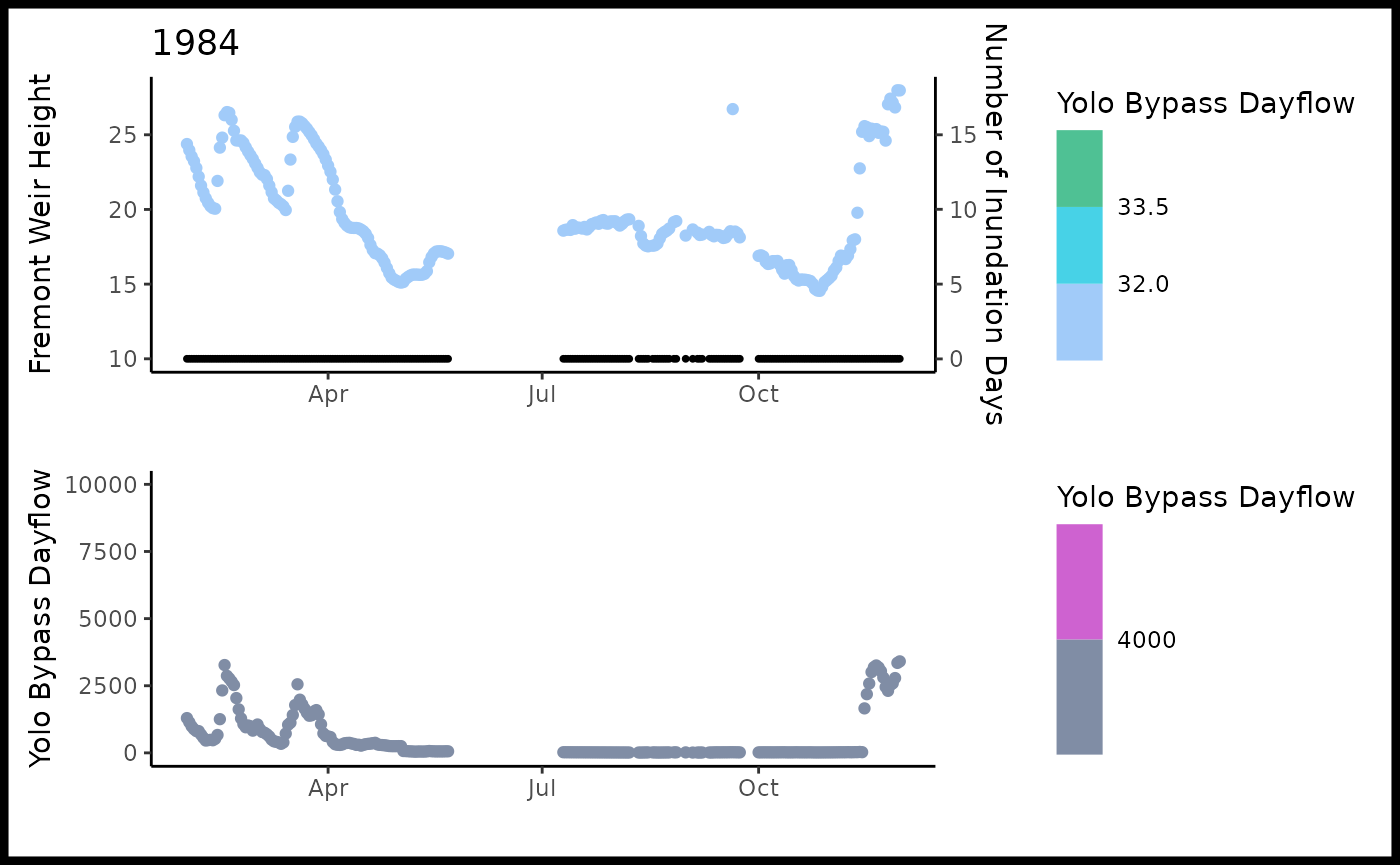 1984
Fremont Weir Height
25
20
15
10
15
10
5
0
Number of Inundation Days
Apr
Jul
Oct
Yolo Bypass Dayflow
33.5
32.0
Yolo Bypass Dayflow
10000
7500
5000
2500
0
Apr
Jul
Oct
Yolo Bypass Dayflow
4000